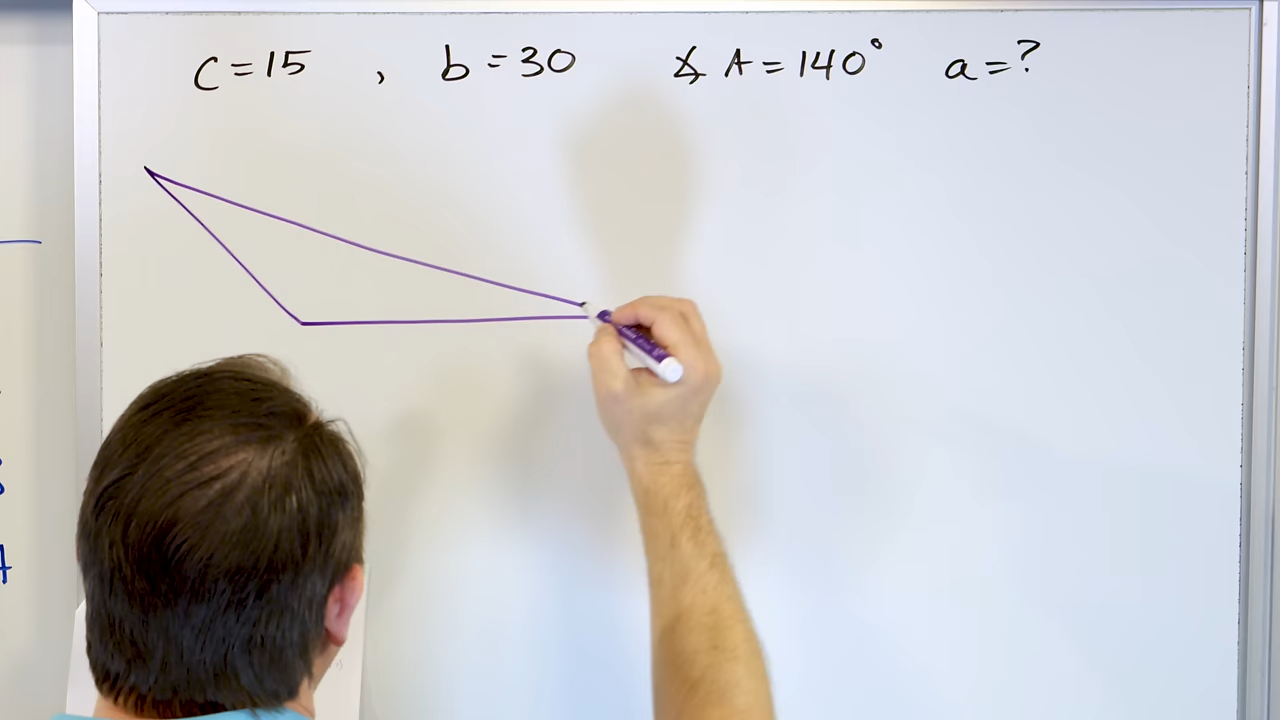 c = 15 , b = 30 ∡ A = 140° a = ?